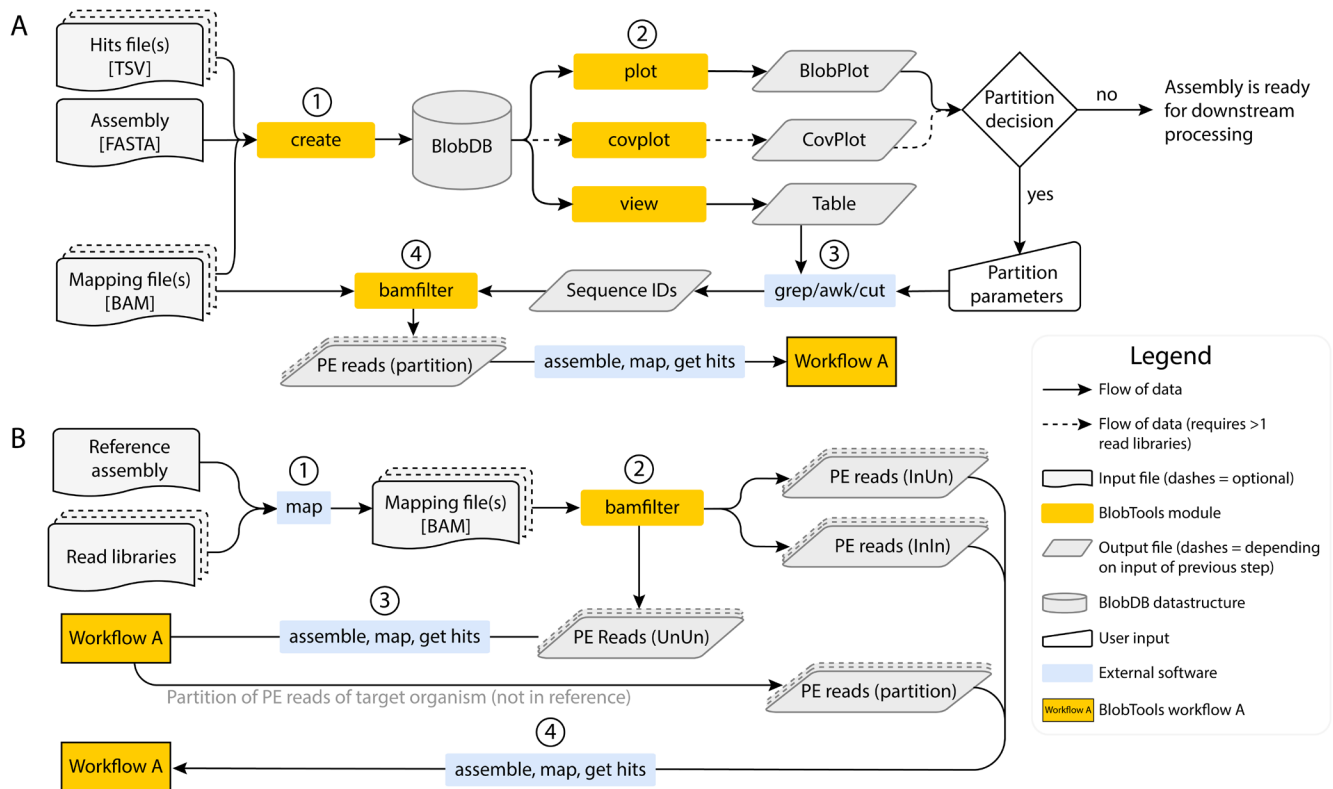 A
Hits file(s)
[TSV]
Assembly
[FASTA]
Mapping file(s)
[BAM]
1
create
BlobDB
2
plot
covplot
view
BlobPlot
CovPlot
Table
Partition
decision
no
Assembly is ready
for downstream
processing
yes
Partition
parameters
3
grep/awk/cut
Sequence IDs
4
bamfilter
PE reads (partition)
assemble, map, get hits
Workflow A
B
Reference
assembly
Read libraries
1
map
Mapping file(s)
[BAM]
2
bamfilter
PE reads (InUn)
PE reads (InIn)
PE Reads (UnUn)
3
assemble, map, get hits
Workflow A
Partition of PE reads of target organism (not in reference)
PE reads (partition)
4
assemble, map, get hits
Workflow A
Legend
Flow of data
Flow of data (requires >1
read libraries)
Input file (dashes = optional)
BlobTools module
Output file (dashes = depending
on input of previous step)
BlobDB datastructure
User input
External software
Workflow A
BlobTools workflow A